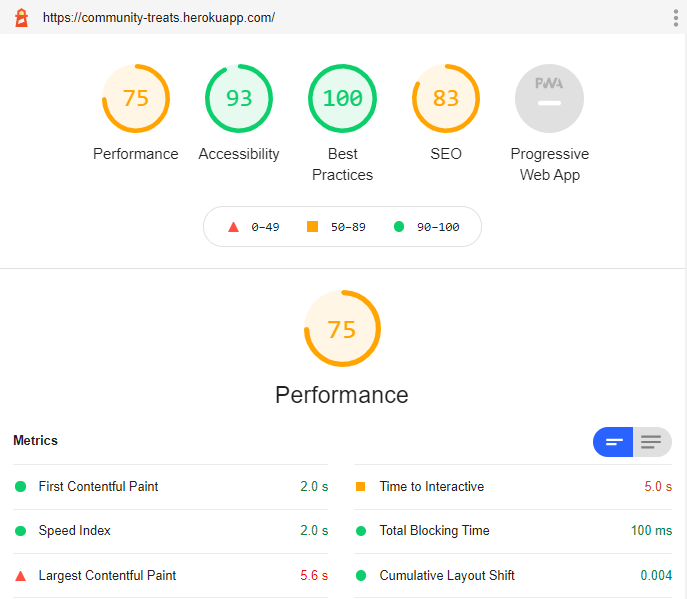 https://community-treats.herokuapp.com/
75 93 100 83 PWA
Performance Accessibility Best Practices SEO Progressive Web App
0–49 50–89 90–100
75
Performance
Metrics
First Contentful Paint 2.0 s
Time to Interactive 5.0 s
Speed Index 2.0 s
Total Blocking Time 100 ms
Largest Contentful Paint 5.6 s
Cumulative Layout Shift 0.004